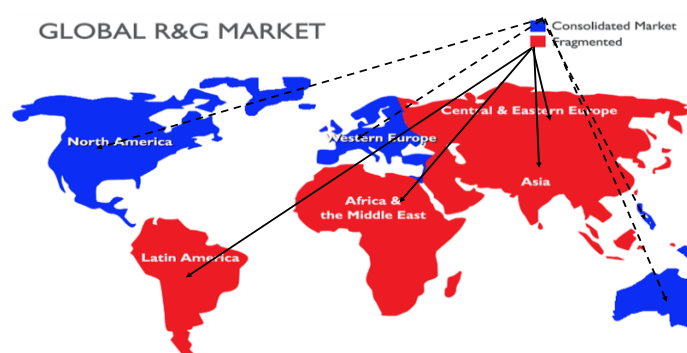 GLOBAL R&G MARKET
Consolidated Market
Fragmented
Central & Eastern Europe
North America
Western Europe
Asia
Africa &
the Middle East
Latin America